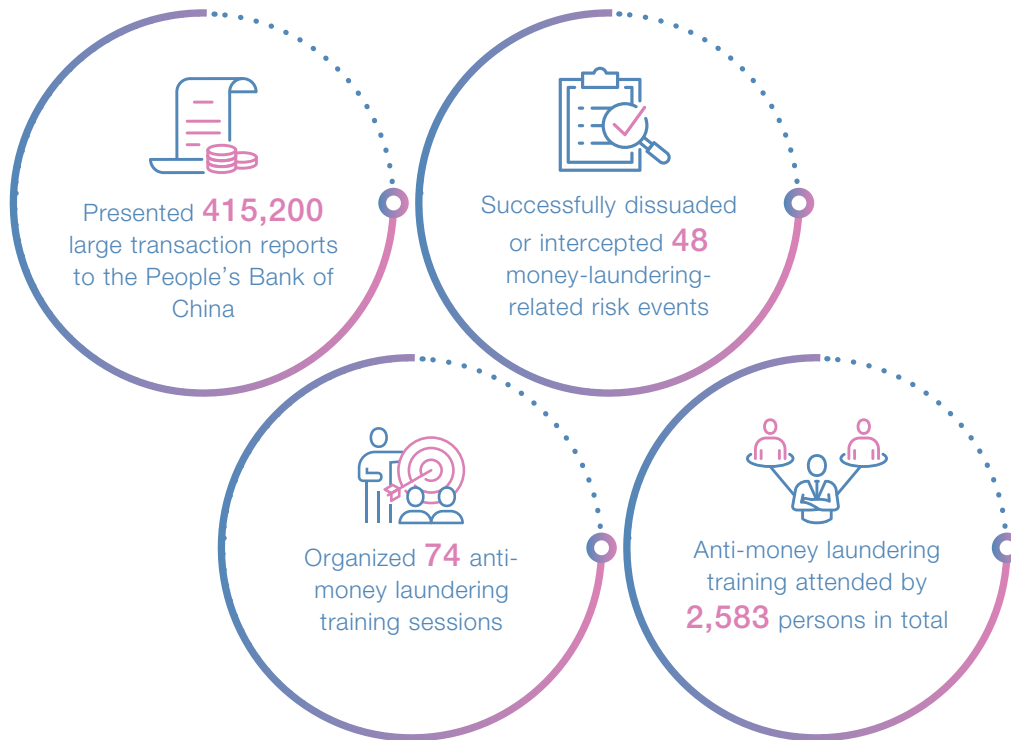 Presented 415,200
large transaction reports
to the People’s Bank of
China
Successfully dissuaded
or intercepted 48
money-laundering-
related risk events
Organized 74 anti-
money laundering
training sessions
Anti-money laundering
training attended by
2,583 persons in total